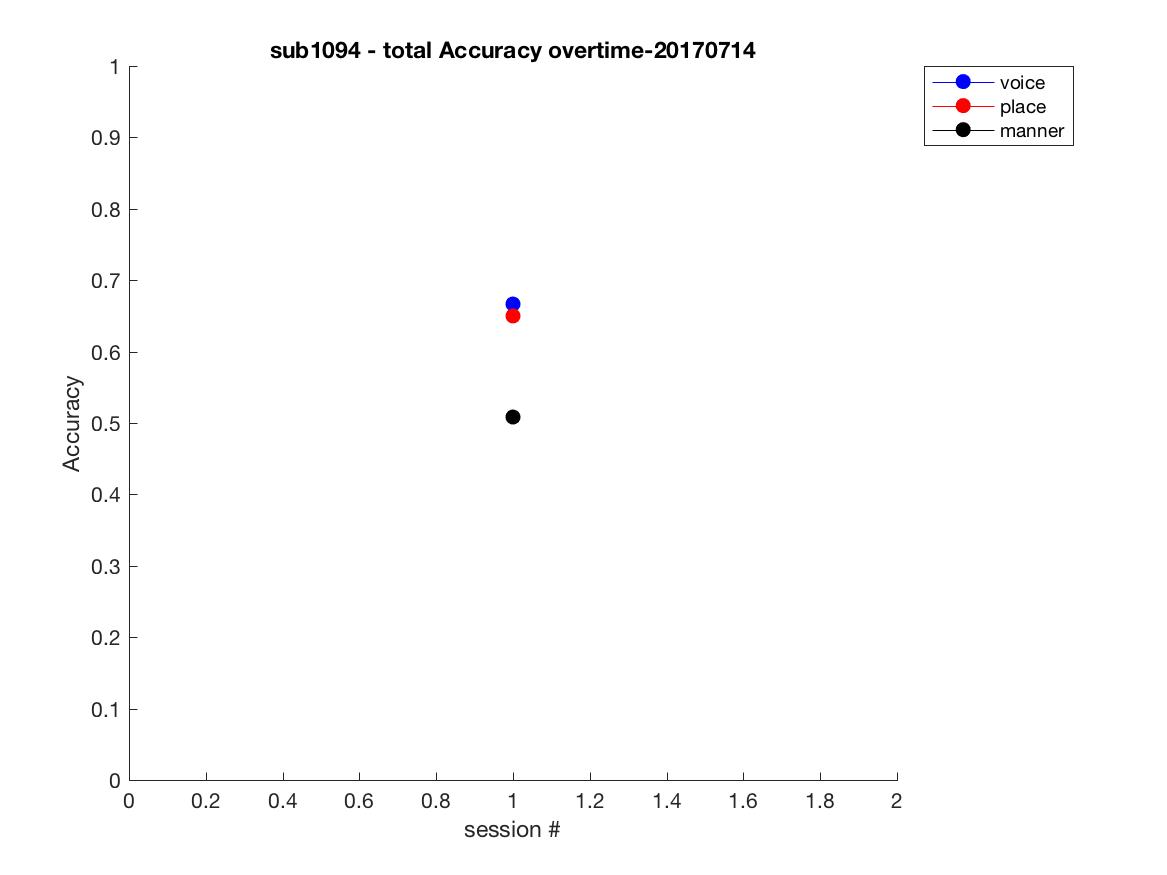 sub1094 - total Accuracy overtime-20170714
voice
place
manner
1
0.9
0.8
0.7
0.6
0.5
0.4
0.3
0.2
0.1
0
Accuracy
0 0.2 0.4 0.6 0.8 1 1.2 1.4 1.6 1.8 2
session #